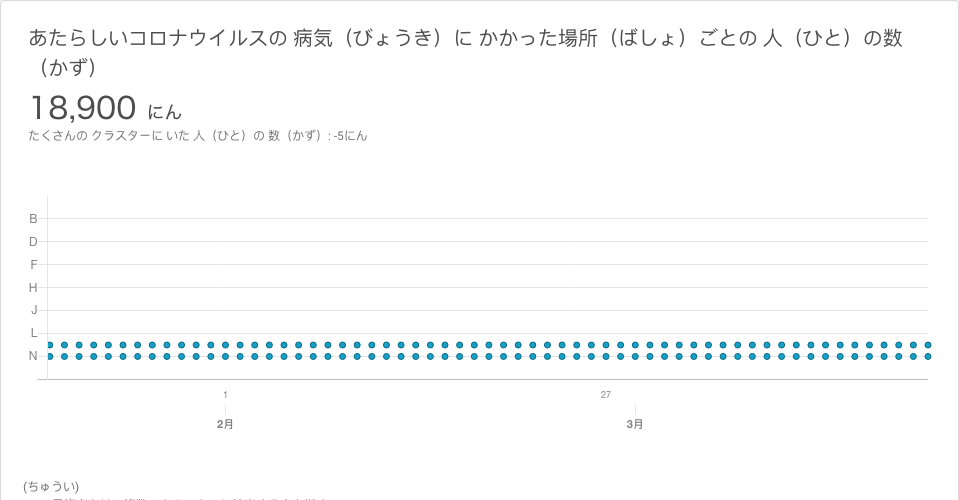 あたらしいコロナウイルスの 病気（びょうき）に かかった場所（ばしょ）ごとの 人（ひと）の数
（かず）
18,900 にん
たくさんの クラスターに いた 人（ひと）の 数（かず）: -5にん
B
D
F
H
J
L
N
1
27
2月
3月
(ちゅうい)